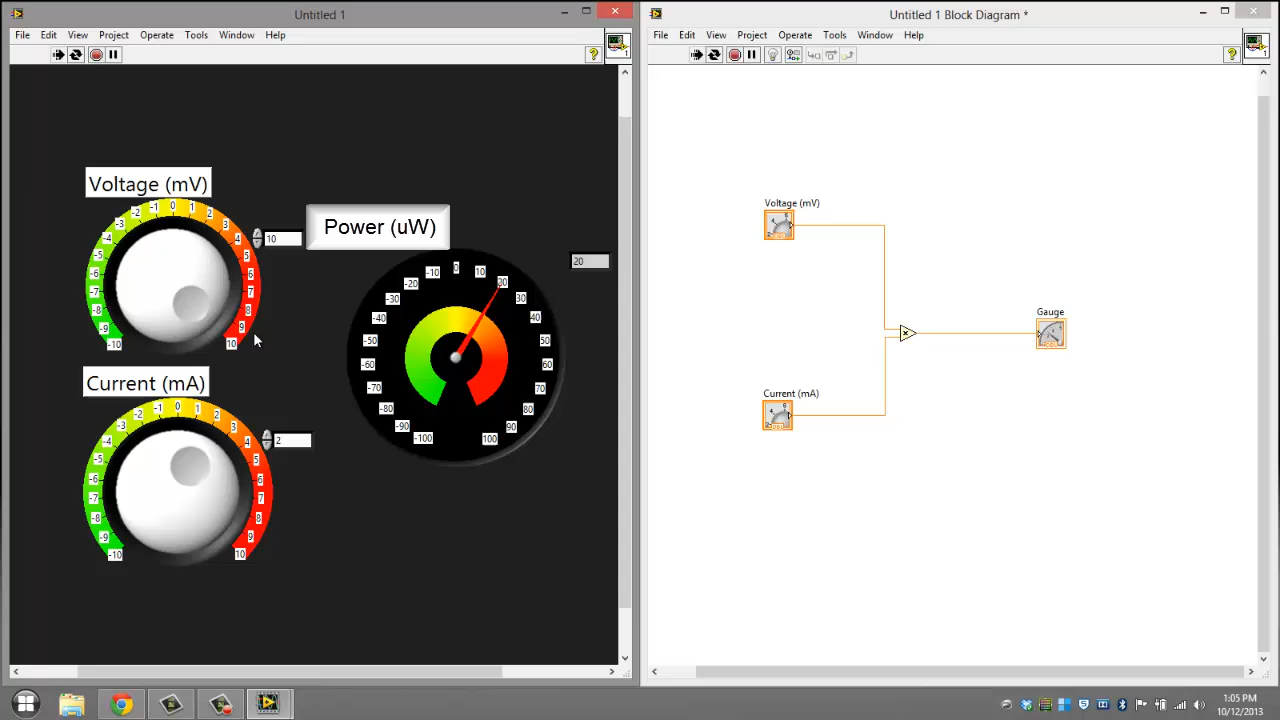 Untitled 1
File Edit View Project Operate Tools Window Help
?
1
Voltage (mV)
-10 -9 -8 -7 -6 -5 -4 -3 -2 -1 0 1 2 3 4 5 6 7 8 9 10
10
Power (uW)
20
-100 -90 -80 -70 -60 -50 -40 -30 -20 -10 0 10 20 30 40 50 60 70 80 90 100
Current (mA)
-10 -9 -8 -7 -6 -5 -4 -3 -2 -1 0 1 2 3 4 5 6 7 8 9 10
2
Untitled 1 Block Diagram *
File Edit View Project Operate Tools Window Help
?
1
Voltage (mV)
Gauge
Current (mA)
1:05 PM
10/12/2013